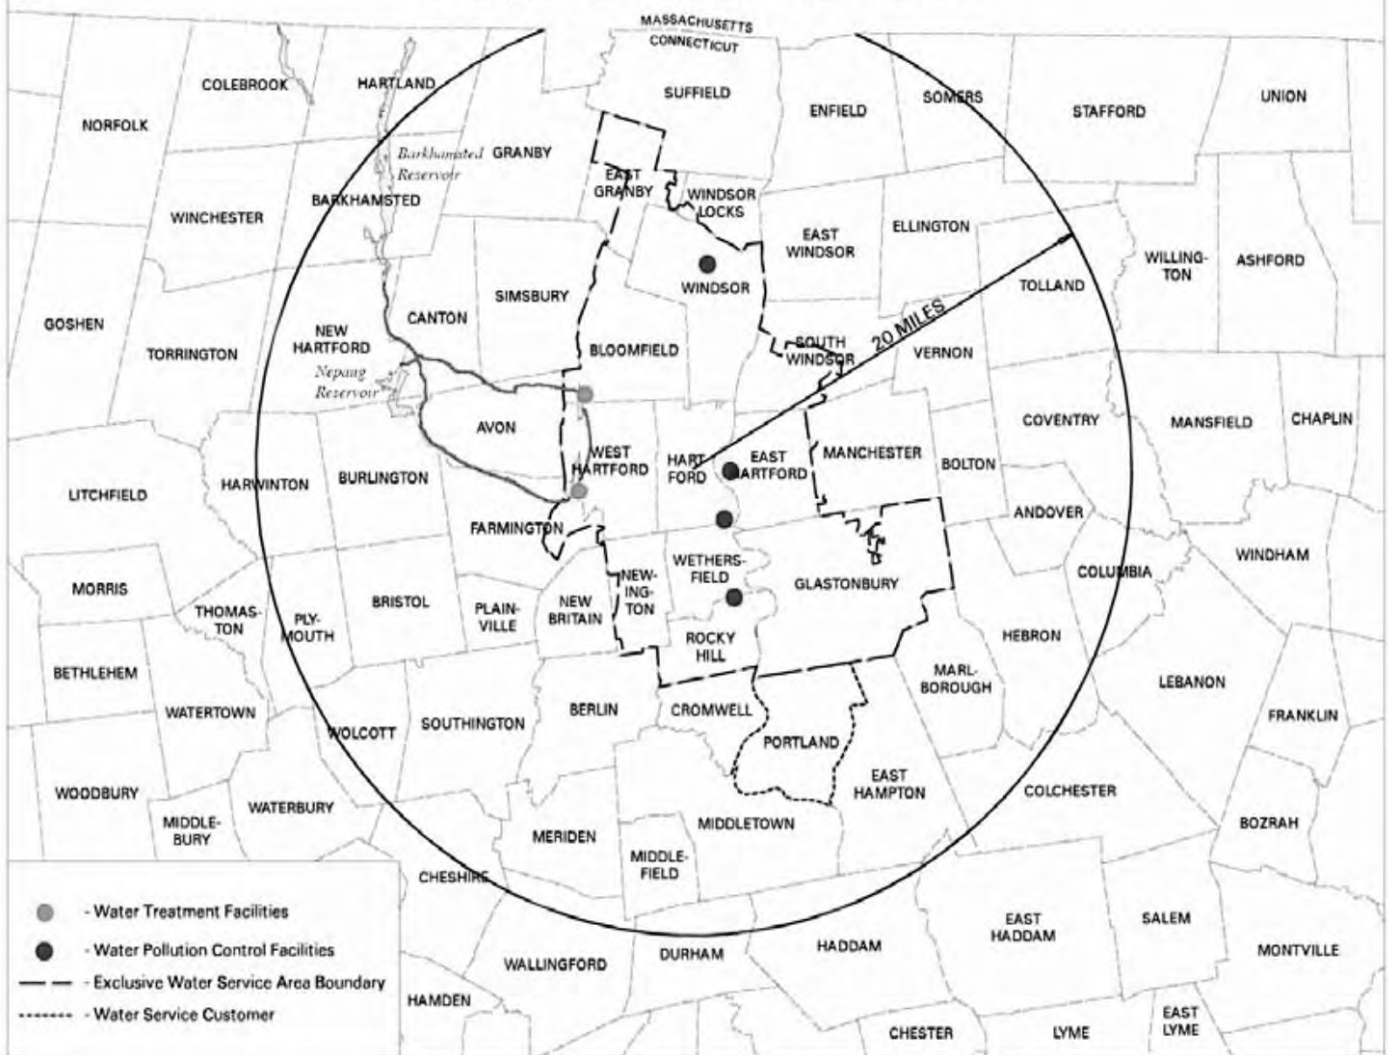 MASSACHUSETTS
CONNECTICUT
COLEBROOK
HARTLAND
SUFFIELD
ENFIELD
SOMERS
STAFFORD
UNION
NORFOLK
Barkhamsted
Reservoir
GRANBY
EAST
GRANBY
WINDSOR
LOCKS
BARKHAMSTED
WINCHESTER
EAST
WINDSOR
ELLINGTON
WILLING-
TON
ASHFORD
WINDSOR
TOLLAND
SIMSBURY
CANTON
GOSHEN
TORRINGTON
NEW
HARTFORD
BLOOMFIELD
SOUTH
WINDSOR
20 MILES
VERNON
Nepaug
Reservoir
AVON
WEST
HARTFORD
HART
FORD
EAST
HARTFORD
MANCHESTER
BOLTON
COVENTRY
MANSFIELD
CHAPLIN
LITCHFIELD
HARWINTON
BURLINGTON
FARMINGTON
ANDOVER
WINDHAM
COLUMBIA
MORRIS
THOMAS-
TON
PLY-
MOUTH
BRISTOL
PLAIN-
VILLE
NEW
BRITAIN
NEW-
ING-
TON
WETHERS-
FIELD
GLASTONBURY
ROCKY
HILL
HEBRON
MARL-
BOROUGH
LEBANON
FRANKLIN
BETHLEHEM
WATERTOWN
WOLCOTT
SOUTHINGTON
BERLIN
CROMWELL
PORTLAND
EAST
HAMPTON
COLCHESTER
BOZRAH
WOODBURY
MIDDLE-
BURY
WATERBURY
MERIDEN
MIDDLETOWN
MIDDLE-
FIELD
CHESHIRE
EAST
HADDAM
SALEM
MONTVILLE
WALLINGFORD
DURHAM
HADDAM
HAMDEN
CHESTER
LYME
EAST
LYME
- Water Treatment Facilities
- Water Pollution Control Facilities
- Exclusive Water Service Area Boundary
- Water Service Customer